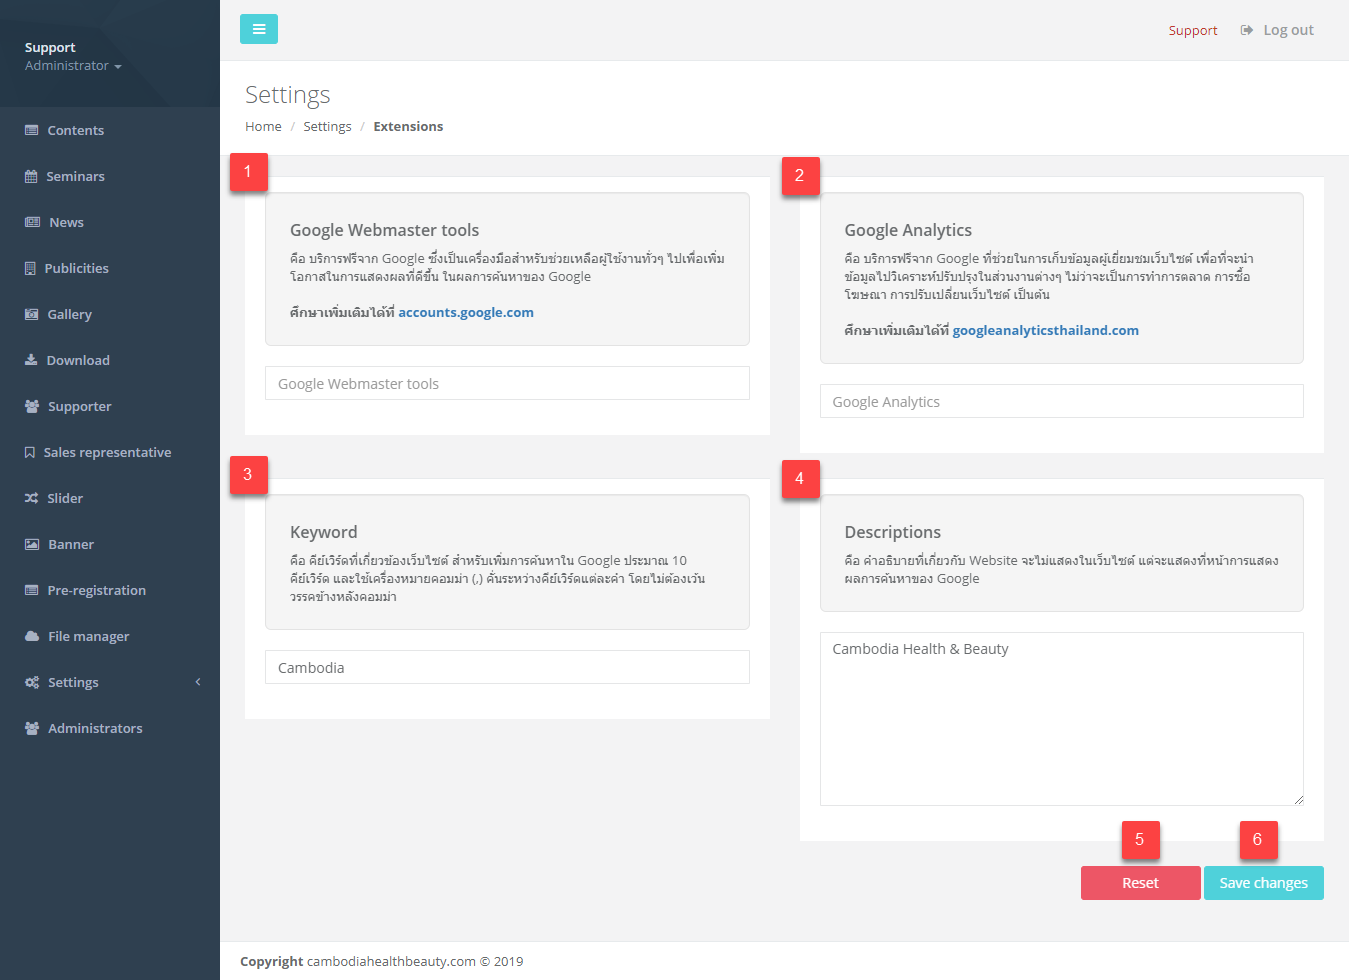 Support
Administrator
Contents
Seminars
News
Publicities
Gallery
Download
Supporter
Sales representative
Slider
Banner
Pre-registration
File manager
Settings
Administrators
Support
Log out
Settings
Home / Settings / Extensions
1
Google Webmaster tools
คือ บริการฟรีจาก Google ซึ่งเป็นเครื่องมือสำหรับช่วยเหลือผู้ใช้งานทั่วๆ ไปเพื่อเพิ่ม
โอกาสในการแสดงผลที่ดีขึ้น ในผลการค้นหาของ Google
ศึกษาเพิ่มเติมได้ที่ accounts.google.com
Google Webmaster tools
2
Google Analytics
คือ บริการฟรีจาก Google ที่ช่วยในการเก็บข้อมูลผู้เยี่ยมชมเว็บไซต์ เพื่อที่จะนำ
ข้อมูลไปวิเคราะห์ปรับปรุงในส่วนงานต่างๆ ไม่ว่าจะเป็นการทำการตลาด การซื้อ
โฆษณา การปรับเปลี่ยนเว็บไซต์ เป็นต้น
ศึกษาเพิ่มเติมได้ที่ googleanalyticsthailand.com
Google Analytics
3
Keyword
คือ คีย์เวิร์ดที่เกี่ยวข้องเว็บไซต์ สำหรับเพิ่มการค้นหาใน Google ประมาณ 10
คีย์เวิร์ด และใช้เครื่องหมายคอมม่า (,) คั่นระหว่างคีย์เวิร์ดแต่ละคำ โดยไม่ต้องเว้น
วรรคข้างหลังคอมม่า
Cambodia
4
Descriptions
คือ คำอธิบายที่เกี่ยวกับ Website จะไม่แสดงในเว็บไซต์ แต่จะแสดงที่หน้าการแสดง
ผลการค้นหาของ Google
Cambodia Health & Beauty
5
6
Reset
Save changes
Copyright cambodiahealthbeauty.com © 2019